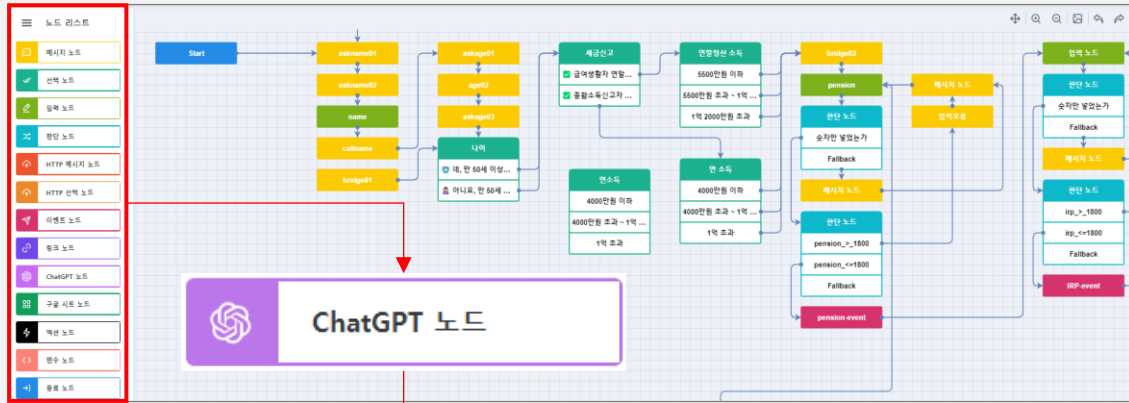 노드 리스트
메시지 노드
선택 노드
입력 노드
판단 노드
HTTP 메시지 노드
HTTP 선택 노드
이벤트 노드
링크 노드
ChatGPT 노드
구글 시트 노드
액션 노드
변수 노드
종료 노드
Start
askname01
askname02
name
callname
bridge01
askage01
age02
askage03
나이
네, 만 50세 이상...
아니요, 만 50세 ...
세금신고
급여생활자 연말...
종합소득신고자 ...
연소득
4000만원 이하
4000만원 초과 ~ 1억 ...
1억 초과
연말정산 소득
5500만원 이하
5500만원 초과 ~ 1억 ...
1억 2000만원 초과
연 소득
4000만원 이하
4000만원 초과 ~ 1억 ...
1억 초과
bridge02
pension
판단 노드
숫자만 넣었는가
Fallback
메시지 노드
판단 노드
pension_>_1800
pension_<=1800
Fallback
pension-event
메시지 노드
입력 노드
판단 노드
숫자만 넣었는가
Fallback
메시지 노드
판단 노드
irp_>_1800
irp_<=1800
Fallback
IRP-event
ChatGPT 노드